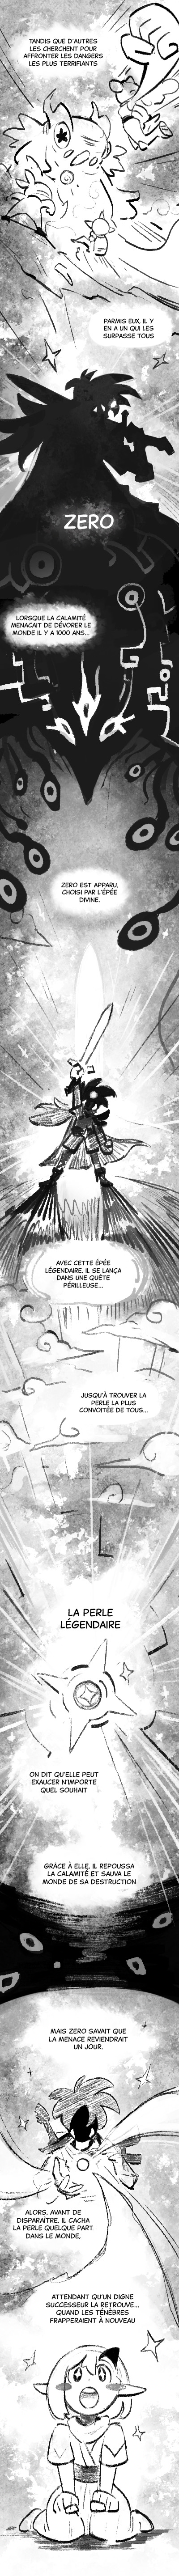 TANDIS QUE D'AUTRES
LES CHERCHENT POUR
AFFRONTER LES DANGERS
LES PLUS TERRIFIANTS
PARMIS EUX, IL Y
EN A UN QUI LES
SURPASSE TOUS
ZERO
LORSQUE LA CALAMITÉ
MENACAIT DE DÉVORER LE
MONDE IL Y A 1000 ANS...
ZERO EST APPARU,
CHOISI PAR L'ÉPÉE
DIVINE.
AVEC CETTE ÉPÉE
LÉGENDAIRE, IL SE LANÇA
DANS UNE QUÊTE
PÉRILLEUSE...
JUSQU'À TROUVER LA
PERLE LA PLUS
CONVOITÉE DE TOUS...
LA PERLE
LÉGENDAIRE
ON DIT QU'ELLE PEUT
EXAUCER N'IMPORTE
QUEL SOUHAIT
GRÂCE À ELLE, IL REPOUSSA
LA CALAMITÉ ET SAUVA LE
MONDE DE SA DESTRUCTION
MAIS ZERO SAVAIT QUE
LA MENACE REVIENDRAIT
UN JOUR.
ALORS, AVANT DE
DISPARAÎTRE, IL CACHA
LA PERLE QUELQUE PART
DANS LE MONDE,
ATTENDANT QU'UN DIGNE
SUCCESSEUR LA RETROUVE...
QUAND LES TÉNÈBRES
FRAPPERAIENT À NOUVEAU